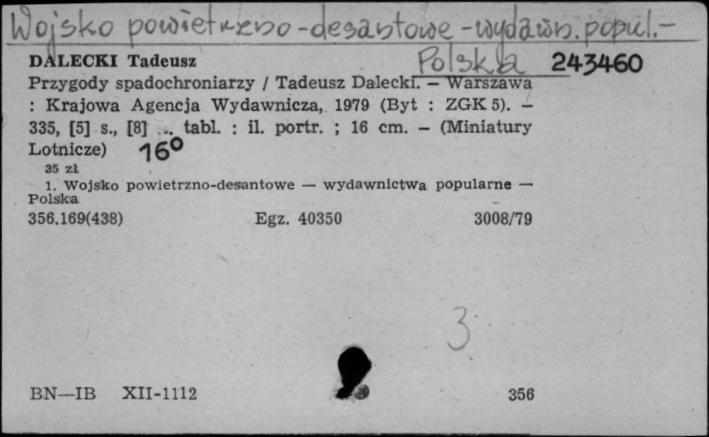 Wojsko powietrzno-desantowe - wydawn. popul. -
Polska
DALECKI Tadeusz 243460
Przygody spadochroniarzy / Tadeusz Dalecki. — Warszawa
: Krajowa Agencja Wydawnicza, 1979 (Byt : ZGK 5). —
335, [5] s., [8] ... tabl. : il. portr. ; 16 cm. — (Miniatury
Lotnicze) 16°
35 zł
1. Wojsko powietrzno-desantowe — wydawnictwa popularne —
Polska
356.169(438) Egz. 40350 3008/79
3
BN—IB XII-1112 356